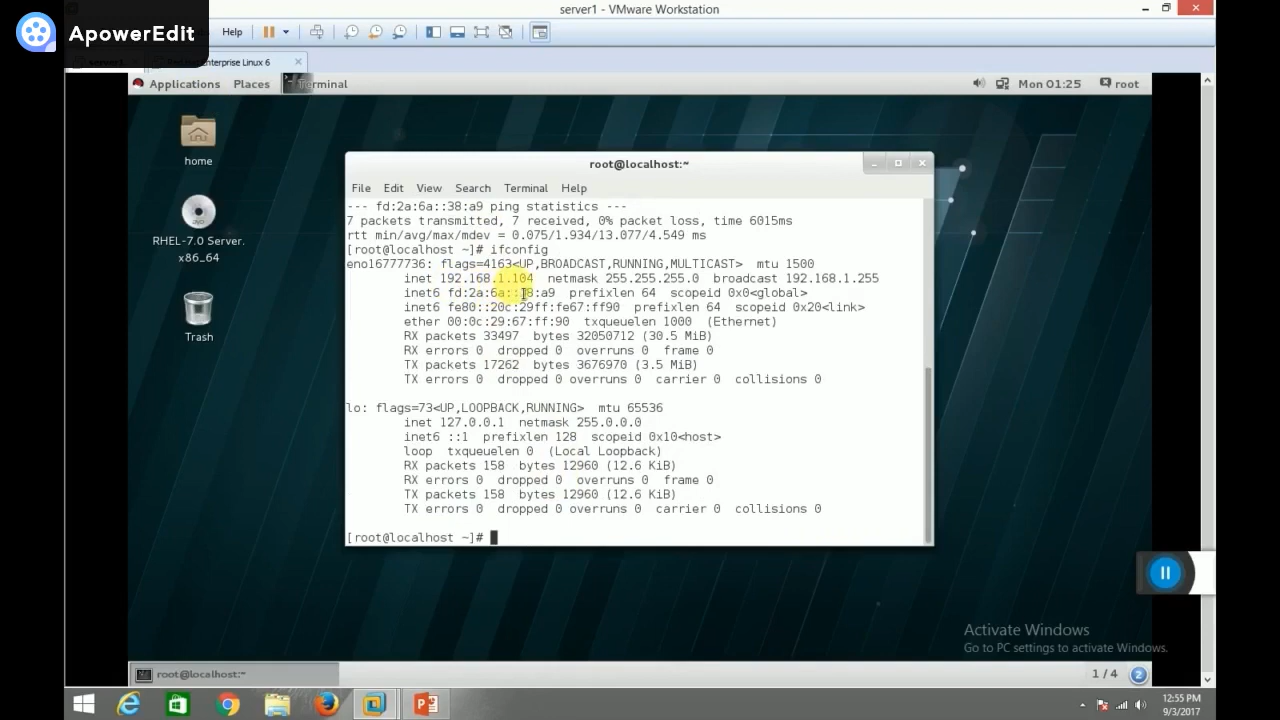 server1 - VMware Workstation
ApowerEdit
Help
server1
Enterprise Linux 6
Applications Places Terminal
Mon 01:25 root
home
RHEL-7.0 Server.
x86_64
Trash
root@localhost:~
File Edit View Search Terminal Help
--- fd:2a:6a::38:a9 ping statistics ---
7 packets transmitted, 7 received, 0% packet loss, time 6015ms
rtt min/avg/max/mdev = 0.075/1.934/13.077/4.549 ms
[root@localhost ~]# ifconfig
eno16777736: flags=4163<UP,BROADCAST,RUNNING,MULTICAST> mtu 1500
inet 192.168.1.104 netmask 255.255.255.0 broadcast 192.168.1.255
inet6 fd:2a:6a::38:a9 prefixlen 64 scopeid 0x0<global>
inet6 fe80::20c:29ff:fe67:ff90 prefixlen 64 scopeid 0x20<link>
ether 00:0c:29:67:ff:90 txqueuelen 1000 (Ethernet)
RX packets 33497 bytes 32050712 (30.5 MiB)
RX errors 0 dropped 0 overruns 0 frame 0
TX packets 17262 bytes 3676970 (3.5 MiB)
TX errors 0 dropped 0 overruns 0 carrier 0 collisions 0
lo: flags=73<UP,LOOPBACK,RUNNING> mtu 65536
inet 127.0.0.1 netmask 255.0.0.0
inet6 ::1 prefixlen 128 scopeid 0x10<host>
loop txqueuelen 0 (Local Loopback)
RX packets 158 bytes 12960 (12.6 KiB)
RX errors 0 dropped 0 overruns 0 frame 0
TX packets 158 bytes 12960 (12.6 KiB)
TX errors 0 dropped 0 overruns 0 carrier 0 collisions 0
[root@localhost ~]#
Activate Windows
Go to PC settings to activate Windows.
root@localhost:~
1 / 4 2
12:55 PM
9/3/2017